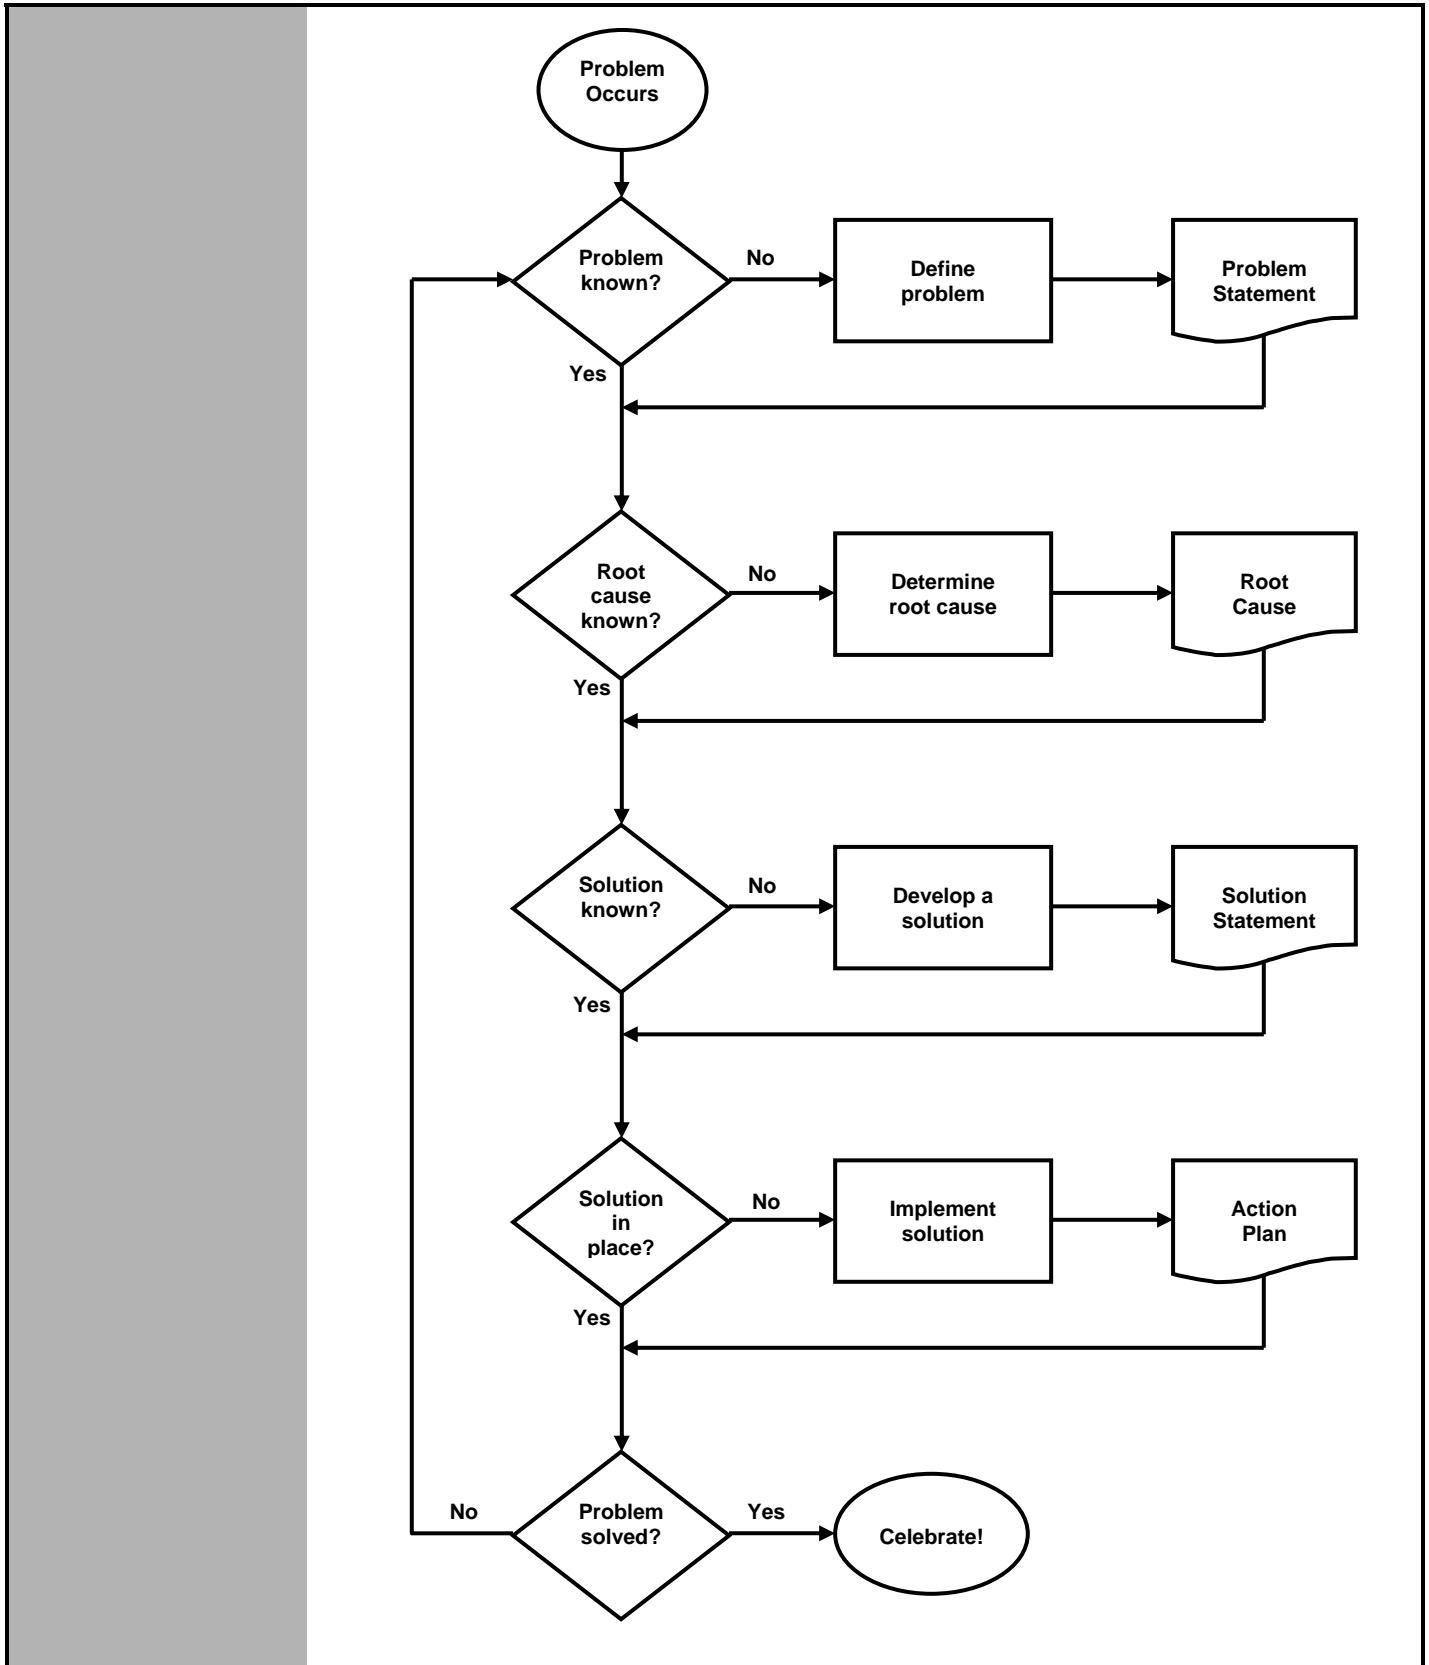 Problem
Occurs
Problem
known?
No
Define
problem
Problem
Statement
Yes
Root
cause
known?
No
Determine
root cause
Root
Cause
Yes
Solution
known?
No
Develop a
solution
Solution
Statement
Yes
Solution
in
place?
No
Implement
solution
Action
Plan
Yes
No
Problem
solved?
Yes
Celebrate!